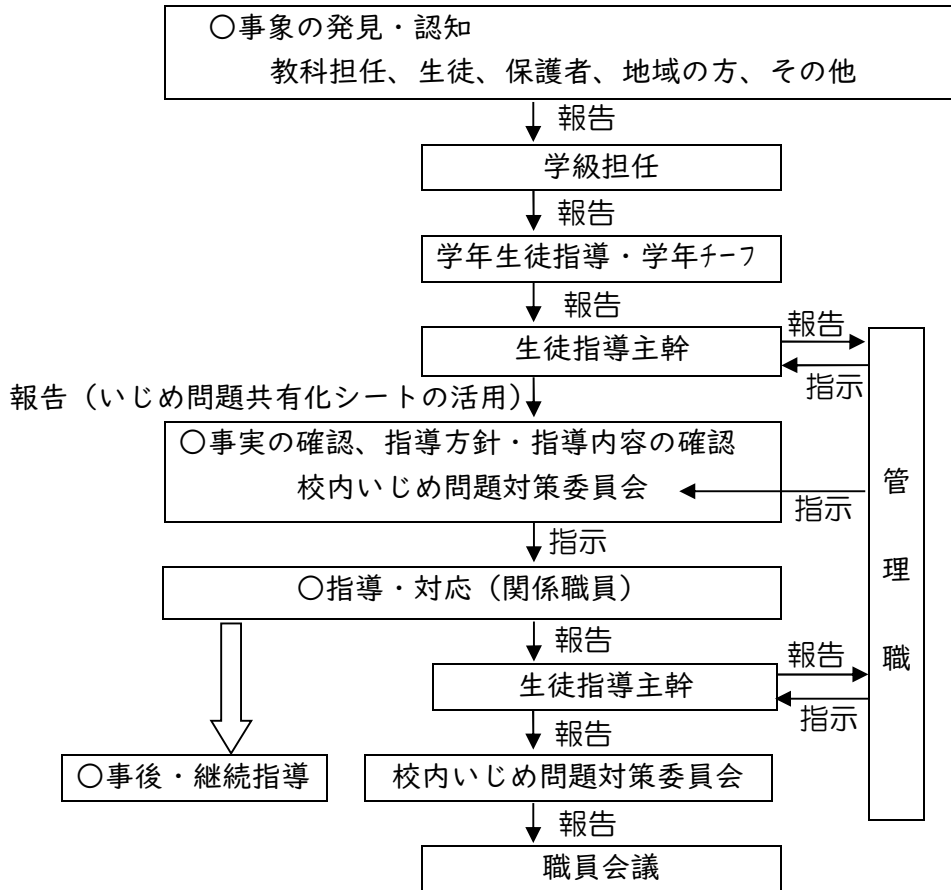 〇事象の発見・認知
教科担任、生徒、保護者、地域の方、その他
報告
学級担任
報告
学年生徒指導・学年ﾁｰﾌ
報告
生徒指導主幹
報告
指示
報告（いじめ問題共有化シートの活用）
〇事実の確認、指導方針・指導内容の確認
校内いじめ問題対策委員会
指示
管理職
指示
〇指導・対応（関係職員）
報告
生徒指導主幹
報告
指示
報告
〇事後・継続指導
校内いじめ問題対策委員会
報告
職員会議